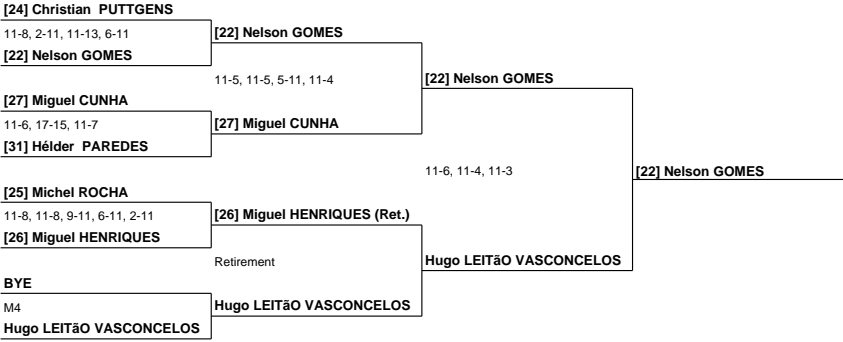 [24] Christian PUTTGENS
11-8, 2-11, 11-13, 6-11
[22] Nelson GOMES
[22] Nelson GOMES
11-5, 11-5, 5-11, 11-4
[22] Nelson GOMES
[27] Miguel CUNHA
11-6, 17-15, 11-7
[27] Miguel CUNHA
[31] Hélder PAREDES
11-6, 11-4, 11-3
[22] Nelson GOMES
[25] Michel ROCHA
11-8, 11-8, 9-11, 6-11, 2-11
[26] Miguel HENRIQUES (Ret.)
[26] Miguel HENRIQUES
Retirement
Hugo LEITãO VASCONCELOS
BYE
M4
Hugo LEITãO VASCONCELOS
Hugo LEITãO VASCONCELOS